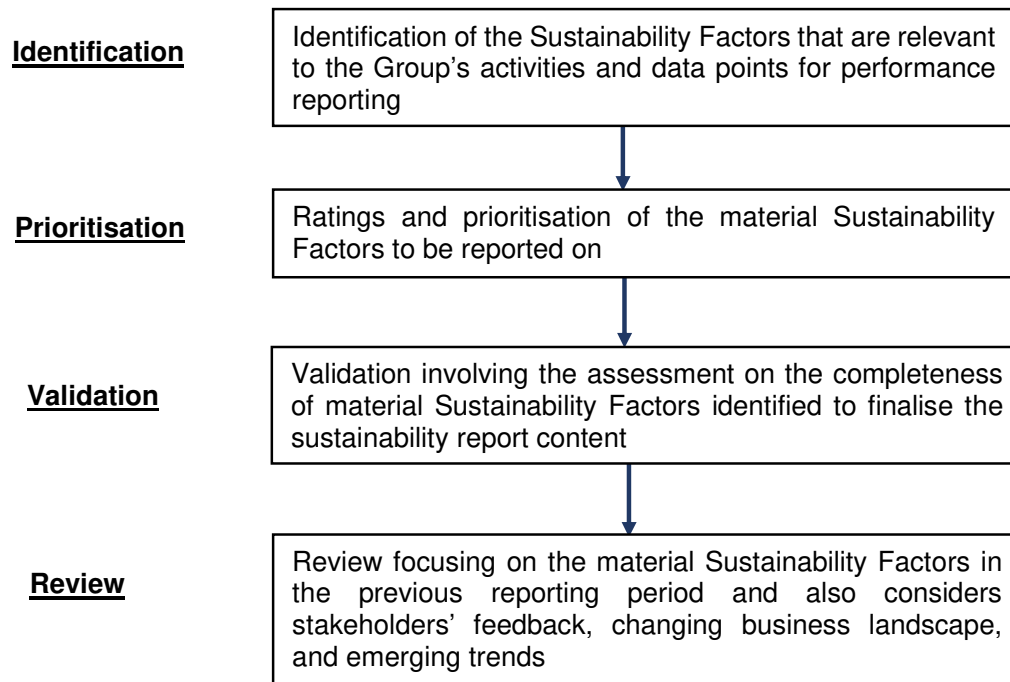 Identification
Identification of the Sustainability Factors that are relevant
to the Group's activities and data points for performance
reporting
Prioritisation
Ratings and prioritisation of the material Sustainability
Factors to be reported on
Validation
Validation involving the assessment on the completeness
of material Sustainability Factors identified to finalise the
sustainability report content
Review
Review focusing on the material Sustainability Factors in
the previous reporting period and also considers
stakeholders' feedback, changing business landscape,
and emerging trends